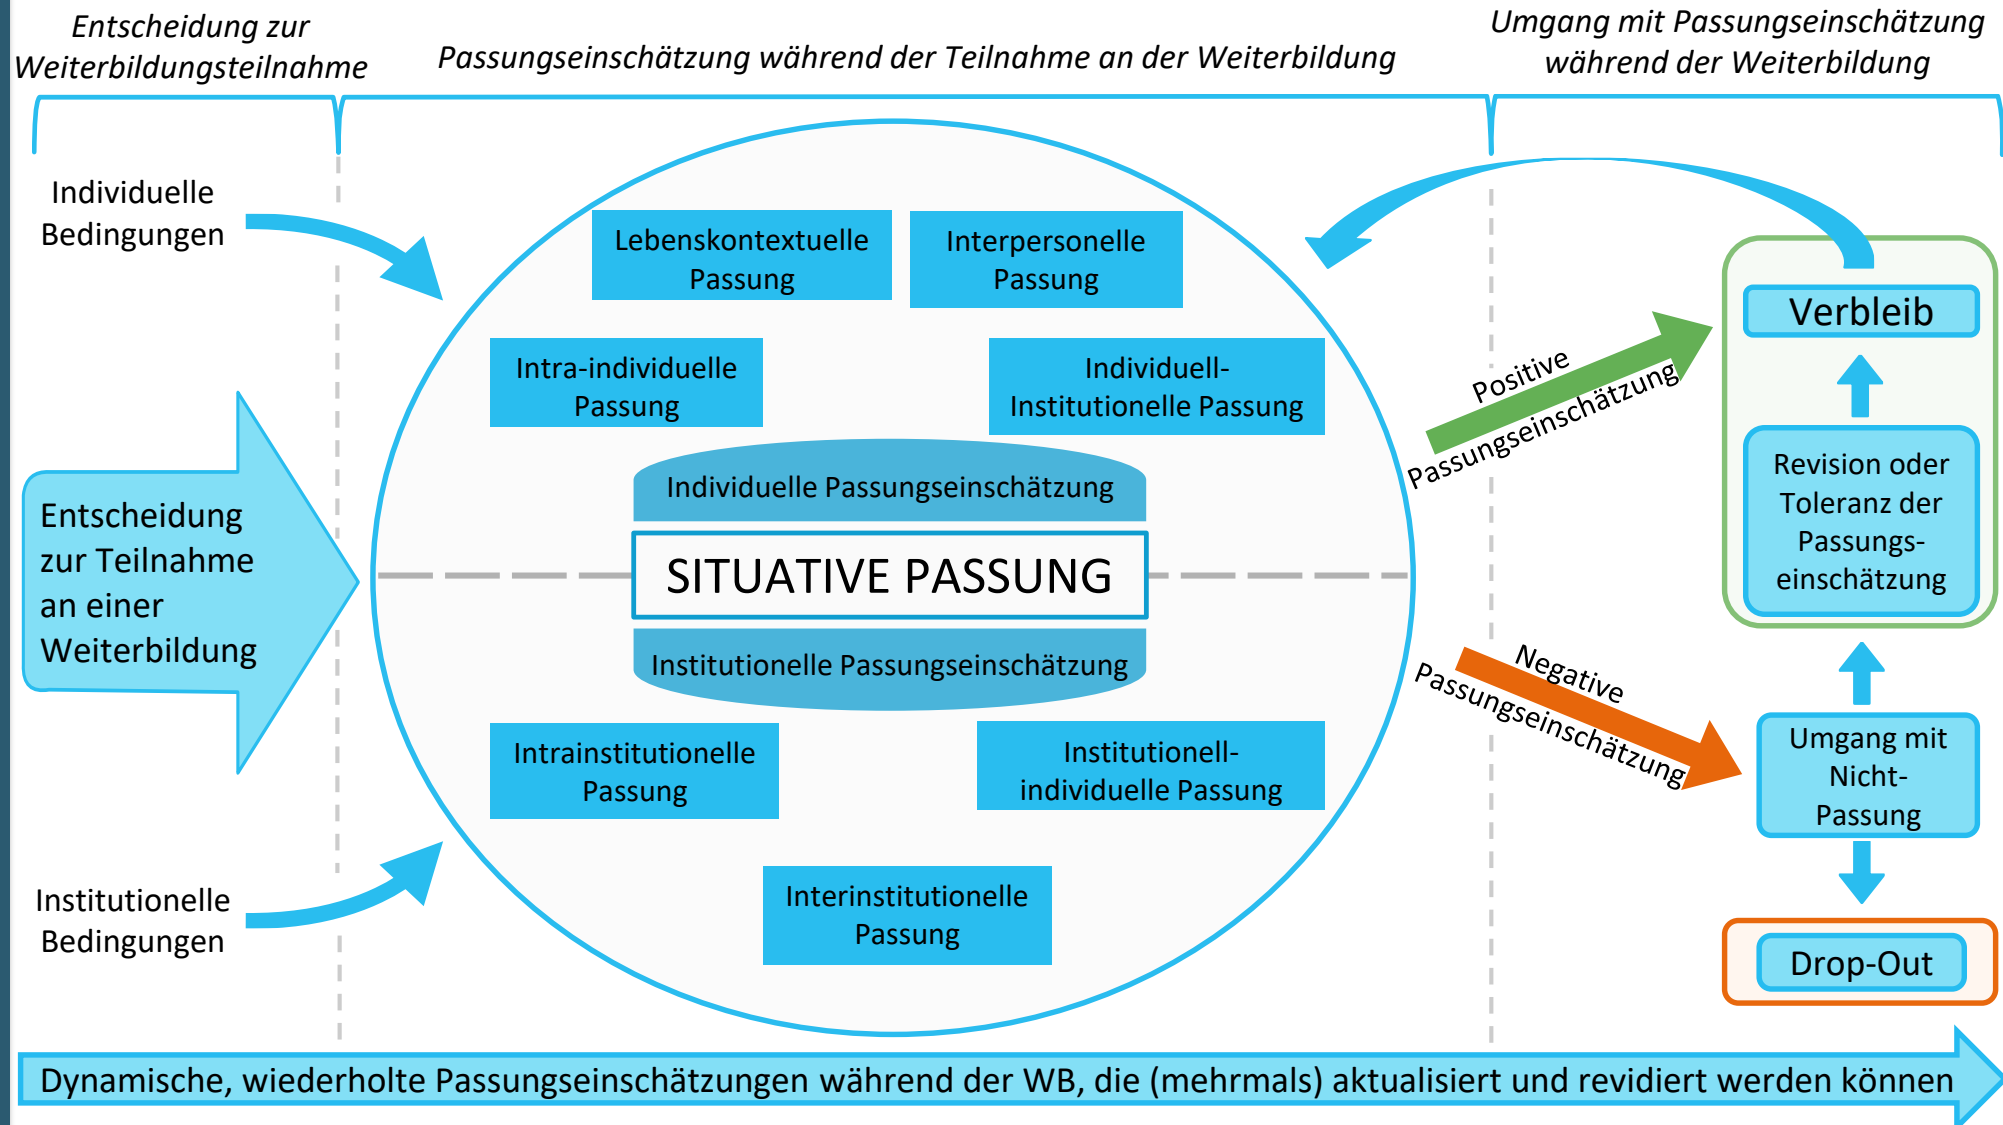 Entscheidung zur
Weiterbildungsteilnahme
Passungseinschätzung während der Teilnahme an der Weiterbildung
Umgang mit Passungseinschätzung
während der Weiterbildung
Individuelle
Bedingungen
Entscheidung
zur Teilnahme
an einer
Weiterbildung
Institutionelle
Bedingungen
Lebenskontextuelle
Passung
Interpersonelle
Passung
Intra-individuelle
Passung
Individuell-
Institutionelle Passung
Individuelle Passungseinschätzung
SITUATIVE PASSUNG
Institutionelle Passungseinschätzung
Intrainstitutionelle
Passung
Institutionell-
individuelle Passung
Interinstitutionelle
Passung
Positive
Passungseinschätzung
Negative
Passungseinschätzung
Verbleib
Revision oder
Toleranz der
Passungs-
einschätzung
Umgang mit
Nicht-
Passung
Drop-Out
Dynamische, wiederholte Passungseinschätzungen während der WB, die (mehrmals) aktualisiert und revidiert werden können